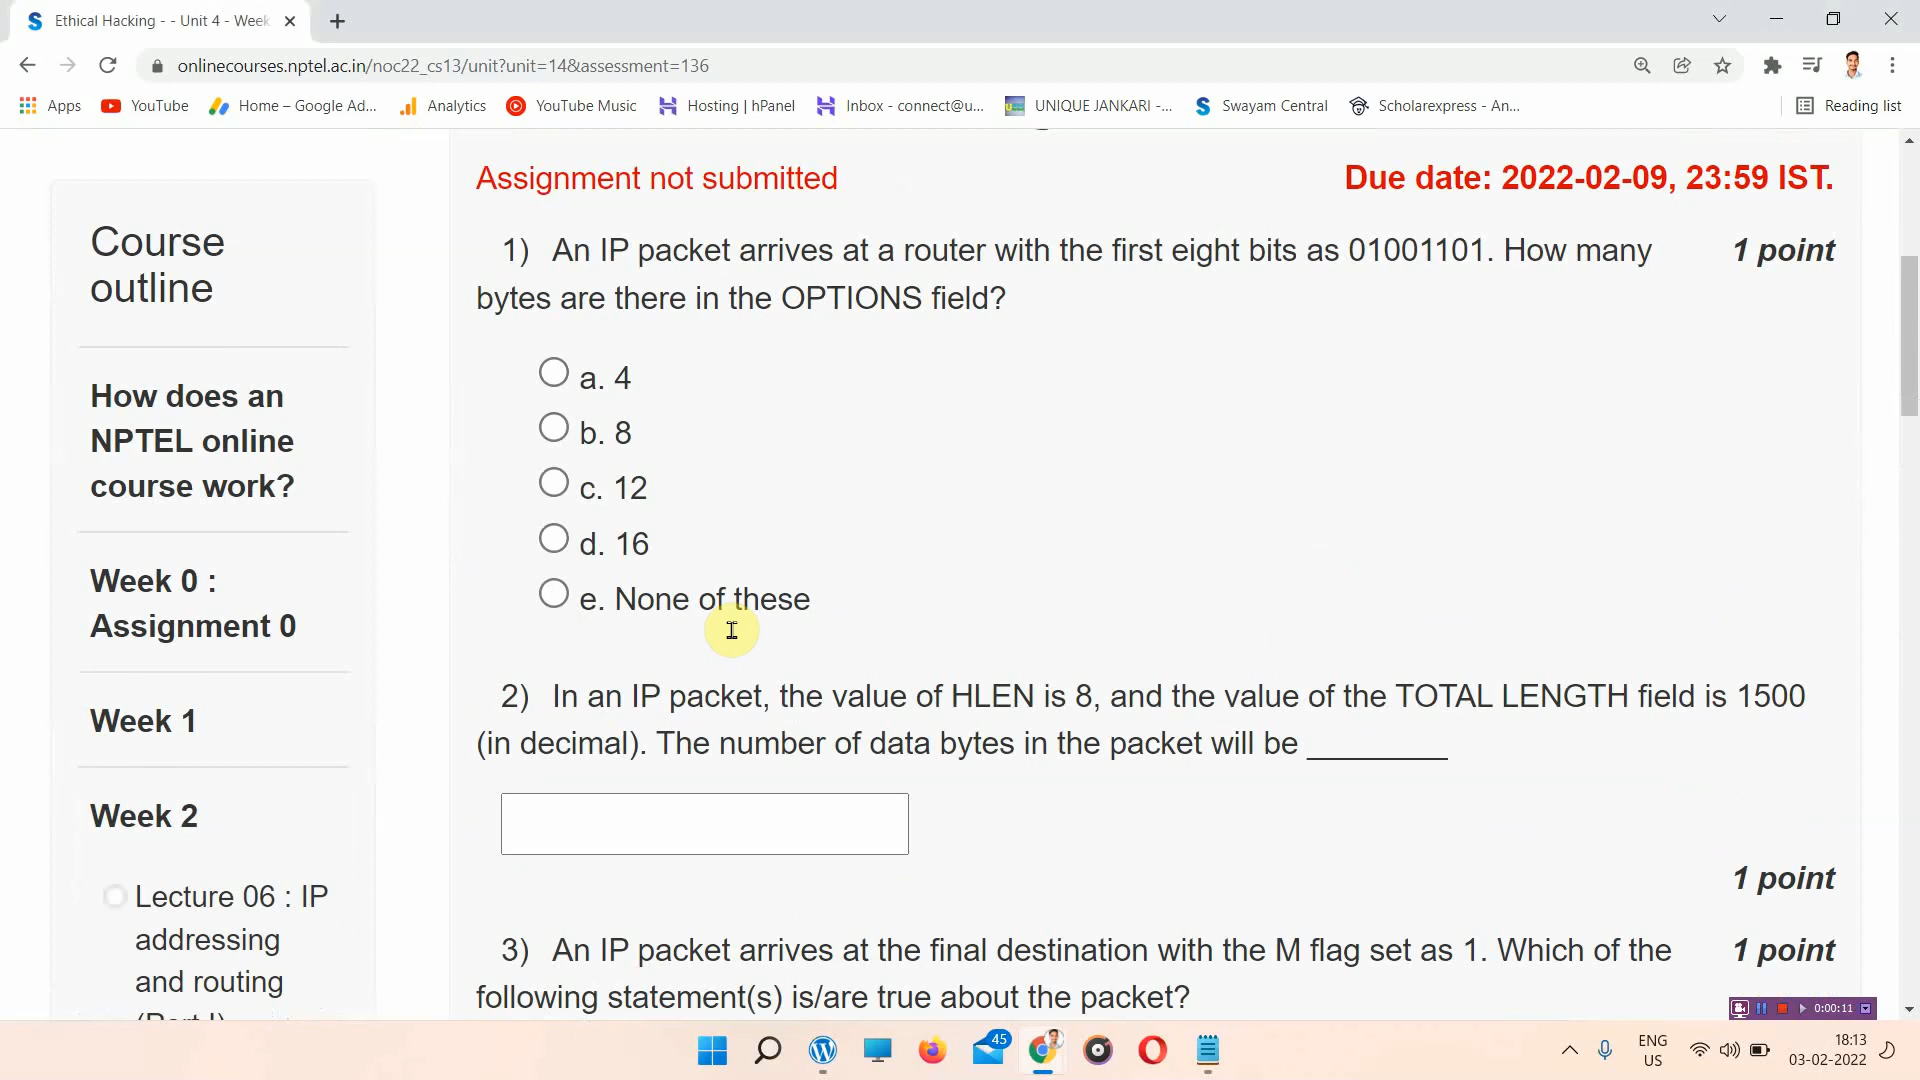 Ethical Hacking - - Unit 4 - Week
onlinecourses.nptel.ac.in/noc22_cs13/unit?unit=14&assessment=136
Apps YouTube Home – Google Ad... Analytics YouTube Music Hosting | hPanel Inbox - connect@u... UNIQUE JANKARI -... Swayam Central Scholarexpress - An... Reading list
Assignment not submitted
Due date: 2022-02-09, 23:59 IST.
Course
outline
How does an
NPTEL online
course work?
Week 0 :
Assignment 0
Week 1
Week 2
Lecture 06 : IP
addressing
and routing
(Part I)
1) An IP packet arrives at a router with the first eight bits as 01001101. How many
1 point
bytes are there in the OPTIONS field?
a. 4
b. 8
c. 12
d. 16
e. None of these
2) In an IP packet, the value of HLEN is 8, and the value of the TOTAL LENGTH field is 1500
(in decimal). The number of data bytes in the packet will be ________
1 point
3) An IP packet arrives at the final destination with the M flag set as 1. Which of the
1 point
following statement(s) is/are true about the packet?
0:00:11
45
ENG
US
18:13
03-02-2022